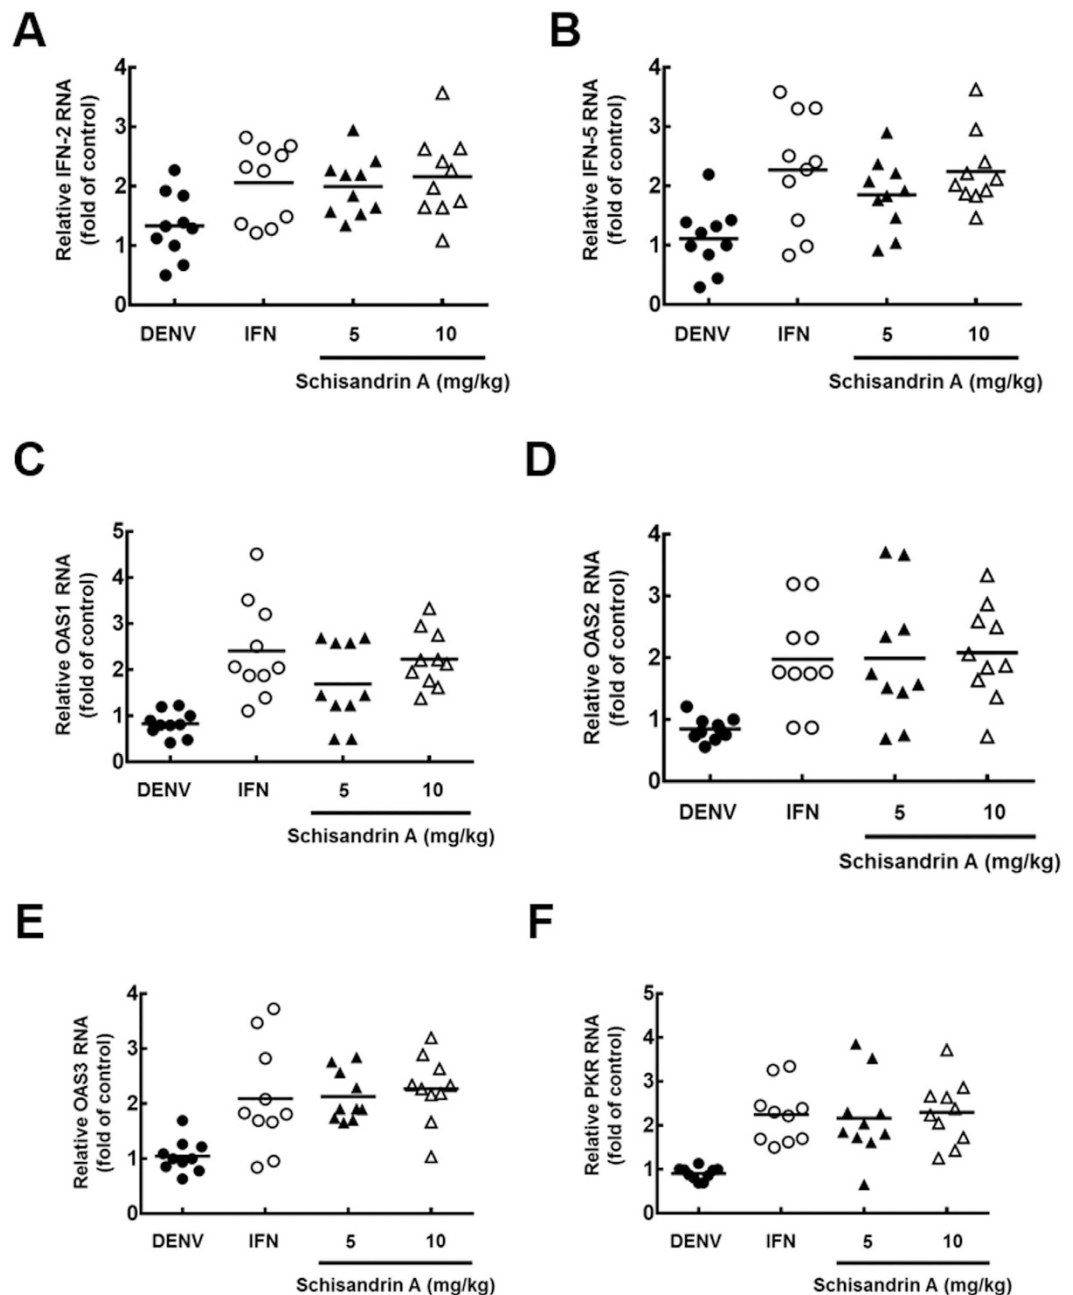 A
Relative IFN-2 RNA
(fold of control)
4
3
2
1
0
DENV
IFN
5
10
Schisandrin A (mg/kg)
B
Relative IFN-5 RNA
(fold of control)
4
3
2
1
0
DENV
IFN
5
10
Schisandrin A (mg/kg)
C
Relative OAS1 RNA
(fold of control)
5
4
3
2
1
0
DENV
IFN
5
10
Schisandrin A (mg/kg)
D
Relative OAS2 RNA
(fold of control)
4
3
2
1
0
DENV
IFN
5
10
Schisandrin A (mg/kg)
E
Relative OAS3 RNA
(fold of control)
4
3
2
1
0
DENV
IFN
5
10
Schisandrin A (mg/kg)
F
Relative PKR RNA
(fold of control)
5
4
3
2
1
0
DENV
IFN
5
10
Schisandrin A (mg/kg)